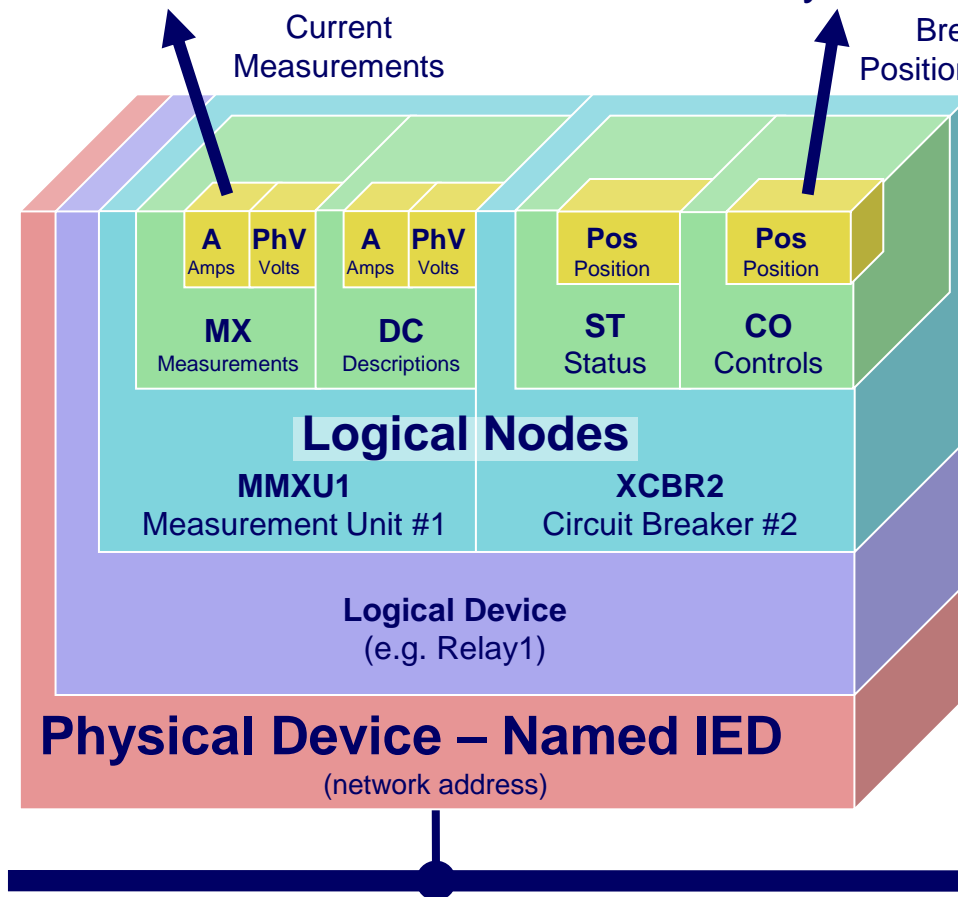 Current
Measurements
Position
A
Amps
PhV
Volts
A
Amps
PhV
Volts
Pos
Position
Pos
Position
MX
Measurements
DC
Descriptions
ST
Status
CO
Controls
Logical Nodes
MMXU1
Measurement Unit #1
XCBR2
Circuit Breaker #2
Logical Device
(e.g. Relay1)
Physical Device – Named IED
(network address)